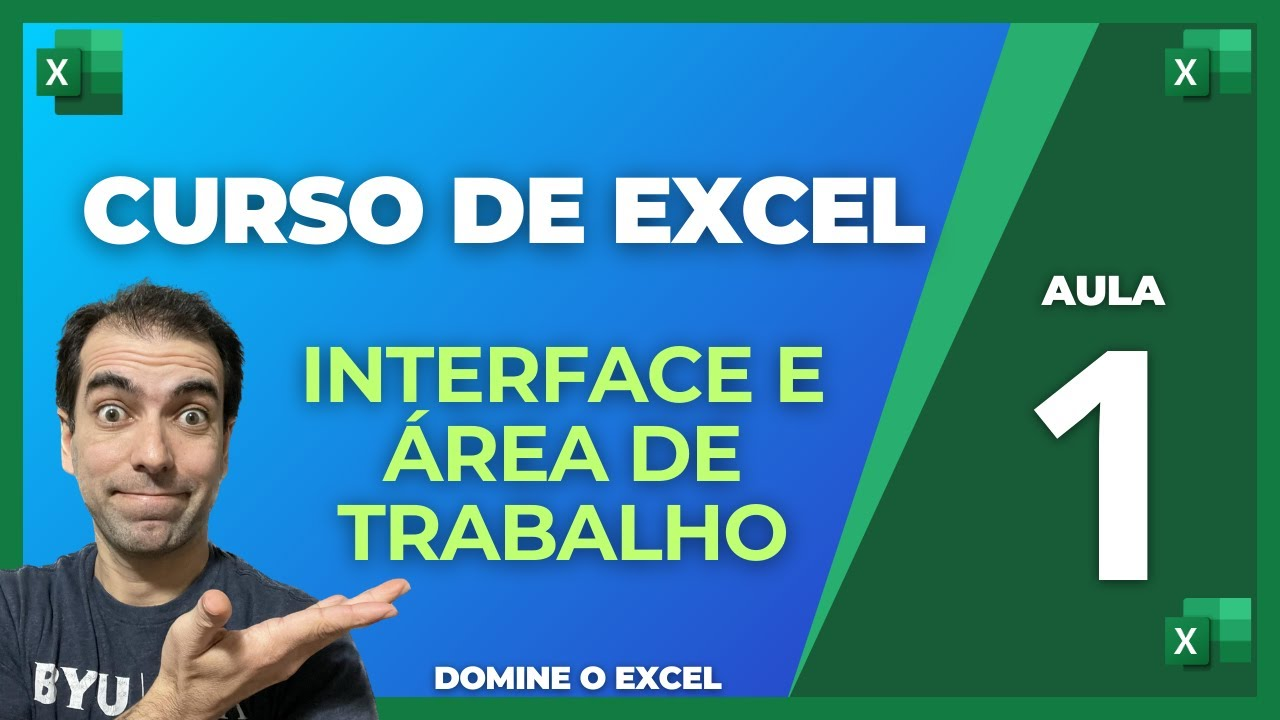 X
X
CURSO DE EXCEL
AULA
1
INTERFACE E
ÁREA DE
TRABALHO
X
BYU
DOMINE O EXCEL